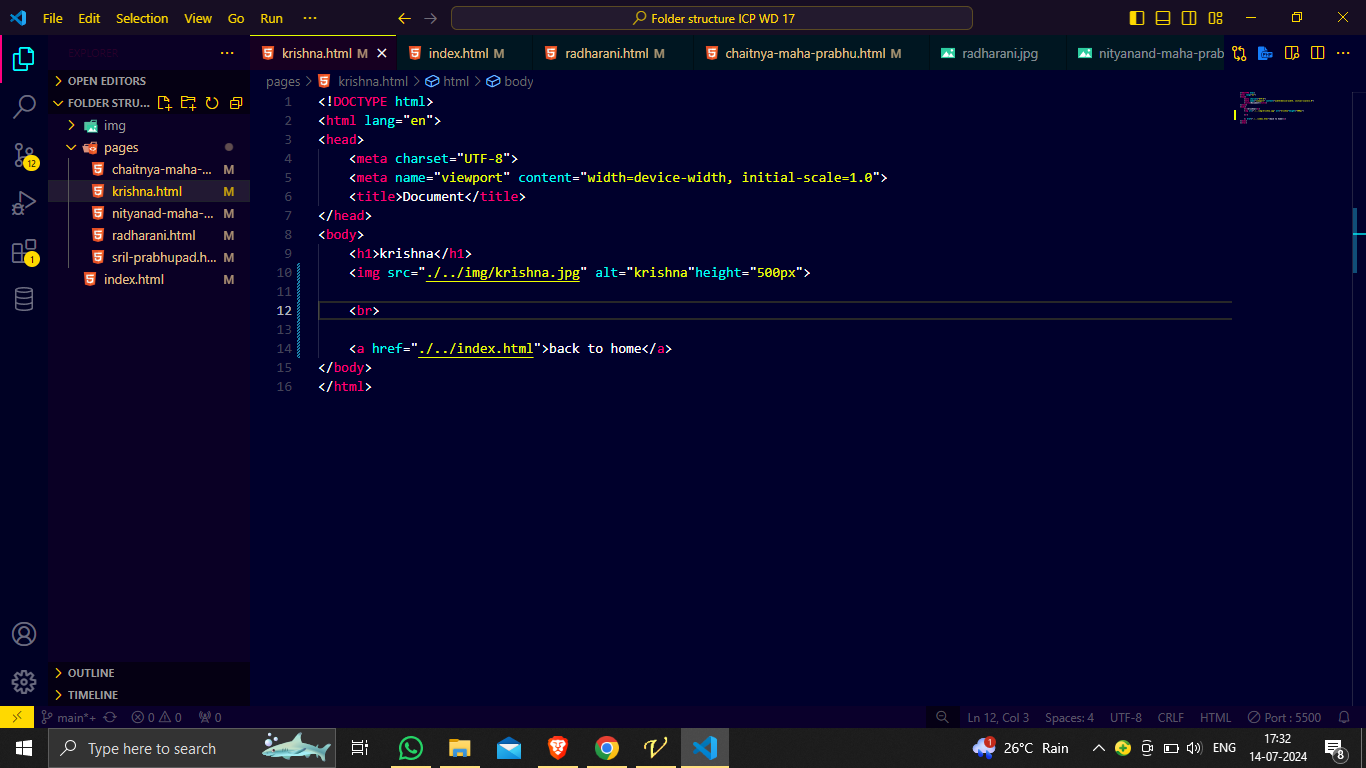 File Edit Selection View Go Run ··· Folder structure ICP WD 17
EXPLORER ···
krishna.html M
index.html M
radharani.html M
chaitnya-maha-prabhu.html M
radharani.jpg
nityanand-maha-prab
pages > krishna.html > html > body
OPEN EDITORS
FOLDER STRU...
img
pages
chaitnya-maha-... M
krishna.html M
nityanad-maha-... M
radharani.html M
sril-prabhupad.h... M
index.html M
12
1
OUTLINE
TIMELINE
1 <!DOCTYPE html>
2 <html lang="en">
3 <head>
4 <meta charset="UTF-8">
5 <meta name="viewport" content="width=device-width, initial-scale=1.0">
6 <title>Document</title>
7 </head>
8 <body>
9 <h1>krishna</h1>
10 <img src="./../img/krishna.jpg" alt="krishna"height="500px">
11
12 <br>
13
14 <a href="./../index.html">back to home</a>
15 </body>
16 </html>
main*+ 0 0 0 Ln 12, Col 3 Spaces: 4 UTF-8 CRLF HTML Port : 5500
Type here to search 1 26°C Rain ENG 17:32
14-07-2024 8